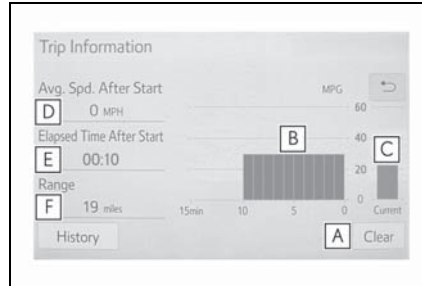 Trip Information
Avg. Spd. After Start
MPG
D
0 MPH
60
Elapsed Time After Start
B
40
C
E
00:10
20
Range
F
19 miles
0
15min
10
5
0
Current
History
A
Clear